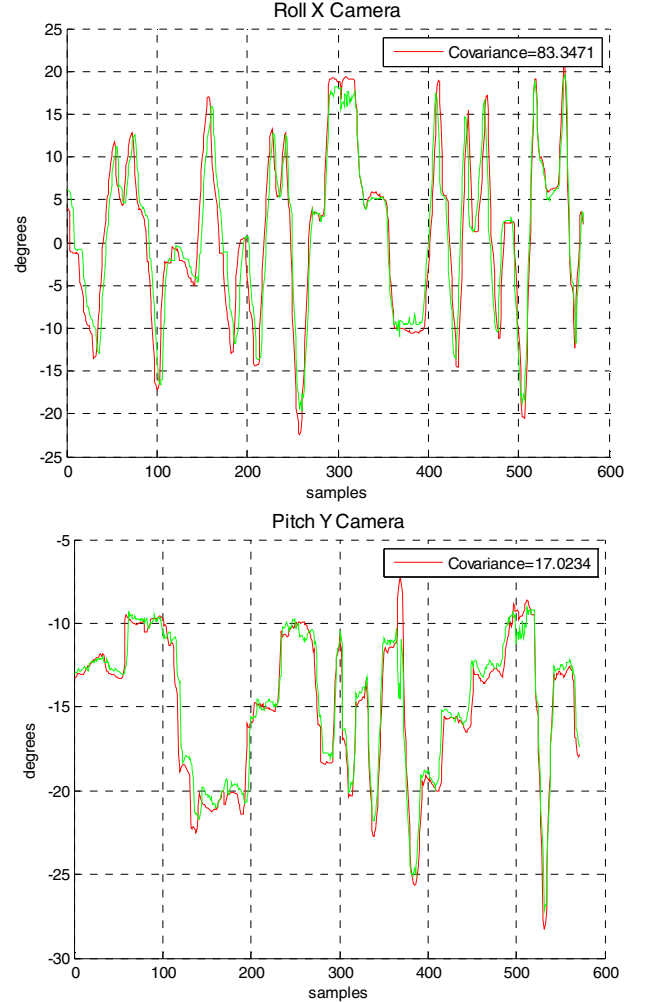 Roll X Camera
25
Covariance=83.3471
20
15
10
5
0
-5
-10
-15
-20
-25
degrees
0 100 200 300 400 500 600
samples
Pitch Y Camera
-5
Covariance=17.0234
-10
-15
-20
-25
-30
degrees
0 100 200 300 400 500 600
samples